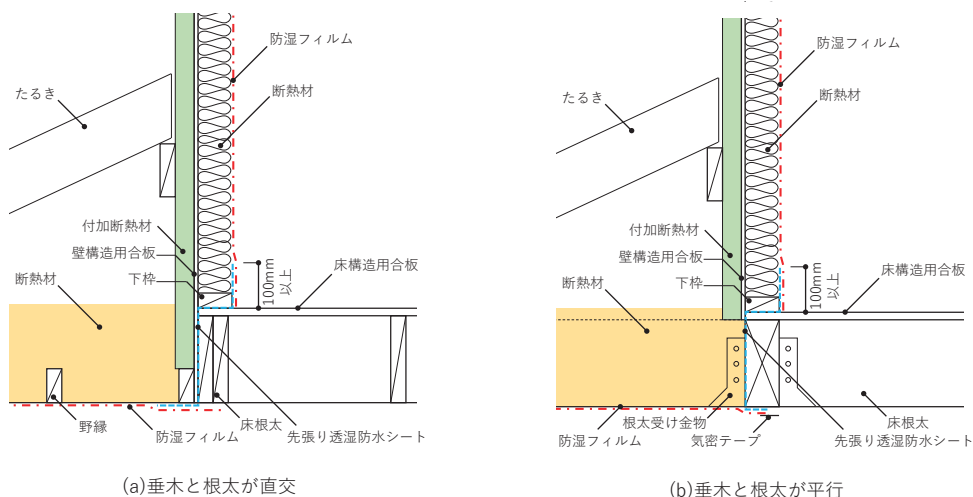 防湿フィルム
断熱材
たるき
付加断熱材
壁構造用合板
下枠
断熱材
100mm
以上
床構造用合板
野縁
防湿フィルム
床根太
先張り透湿防水シート
(a)垂木と根太が直交
防湿フィルム
断熱材
たるき
付加断熱材
壁構造用合板
下枠
断熱材
100mm
以上
床構造用合板
根太受け金物
防湿フィルム
気密テープ
床根太
先張り透湿防水シート
(b)垂木と根太が平行